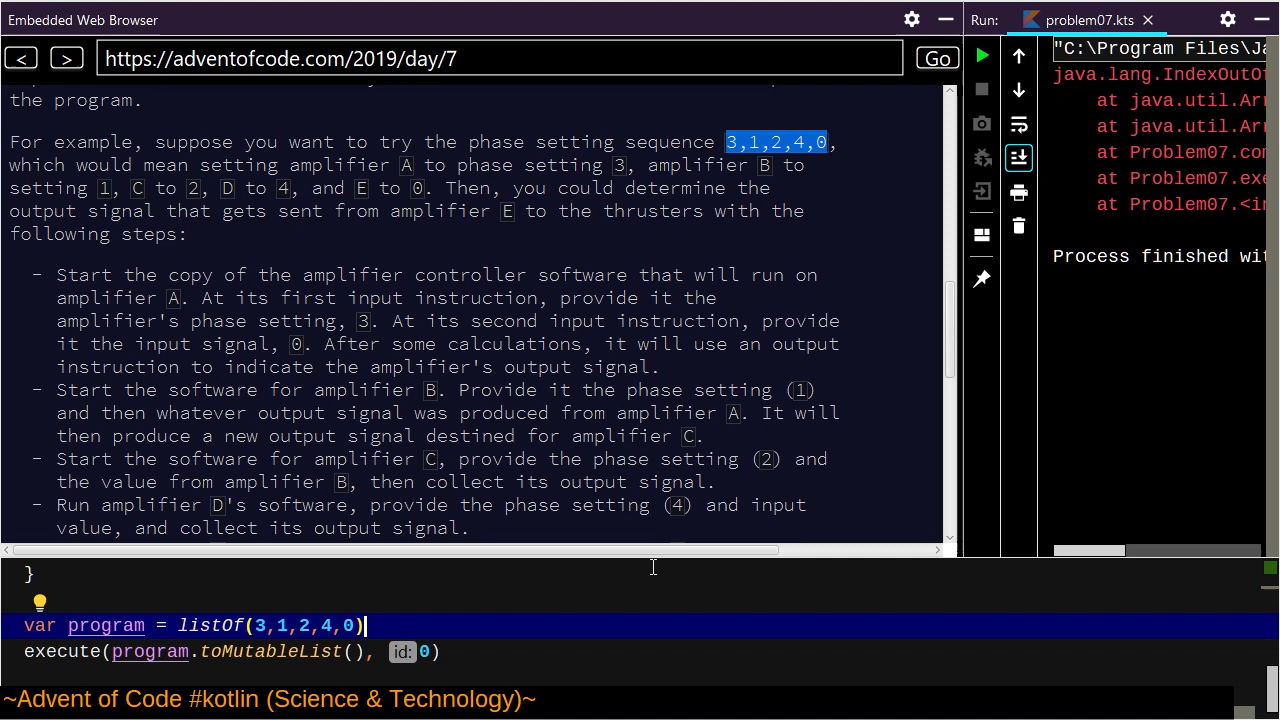 Embedded Web Browser
Run: problem07.kts
< > https://adventofcode.com/2019/day/7 Go
the program.
For example, suppose you want to try the phase setting sequence 3,1,2,4,0,
which would mean setting amplifier A to phase setting 3, amplifier B to
setting 1, C to 2, D to 4, and E to 0. Then, you could determine the
output signal that gets sent from amplifier E to the thrusters with the
following steps:
- Start the copy of the amplifier controller software that will run on
amplifier A. At its first input instruction, provide it the
amplifier's phase setting, 3. At its second input instruction, provide
it the input signal, 0. After some calculations, it will use an output
instruction to indicate the amplifier's output signal.
- Start the software for amplifier B. Provide it the phase setting (1)
and then whatever output signal was produced from amplifier A. It will
then produce a new output signal destined for amplifier C.
- Start the software for amplifier C, provide the phase setting (2) and
the value from amplifier B, then collect its output signal.
- Run amplifier D's software, provide the phase setting (4) and input
value, and collect its output signal.
"C:\Program Files\Ja
java.lang.IndexOutOf
at java.util.Arr
at java.util.Arr
at Problem07.com
at Problem07.exe
at Problem07.<in
Process finished wit
}
var program = listOf(3,1,2,4,0)
execute(program.toMutableList(), id: 0)
~Advent of Code #kotlin (Science & Technology)~